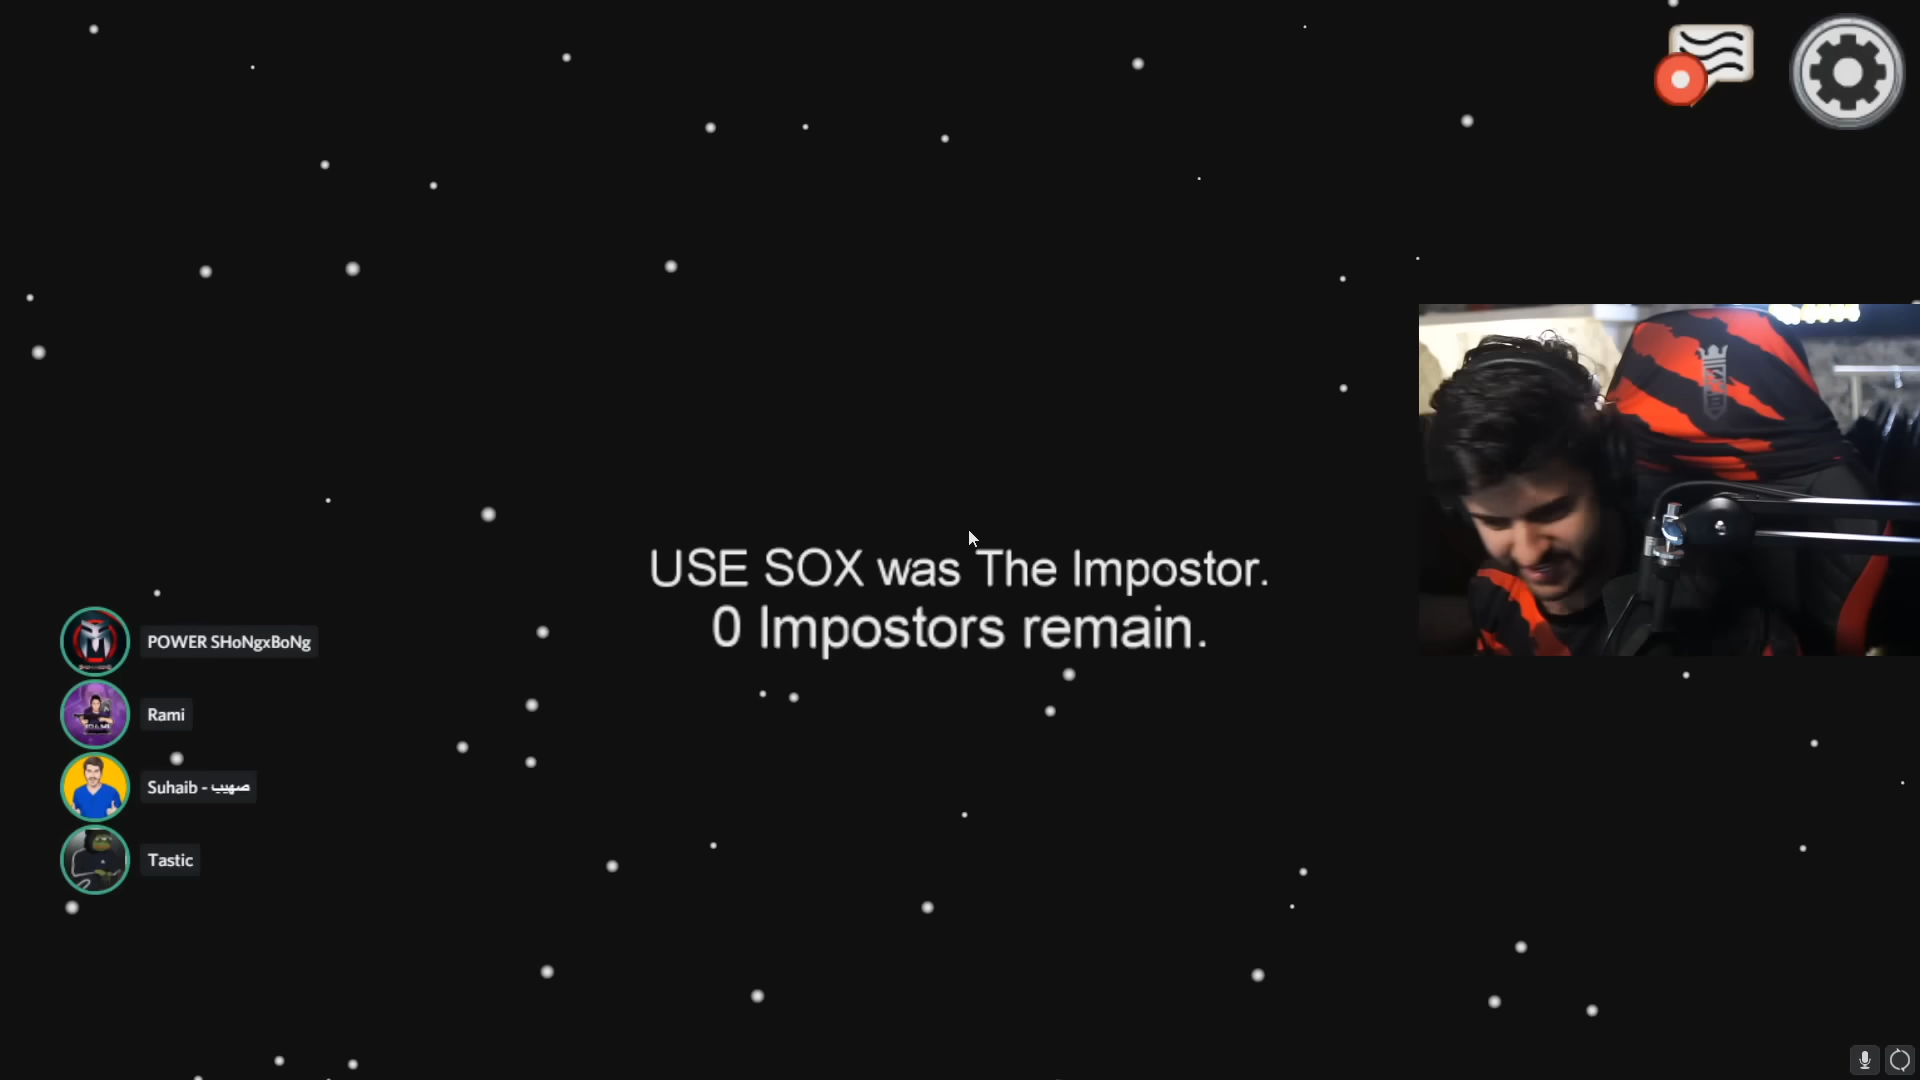 USE SOX was The Impostor.
0 Impostors remain.
POWER SHoNgxBoNg
Rami
Suhaib - صهيب
Tastic